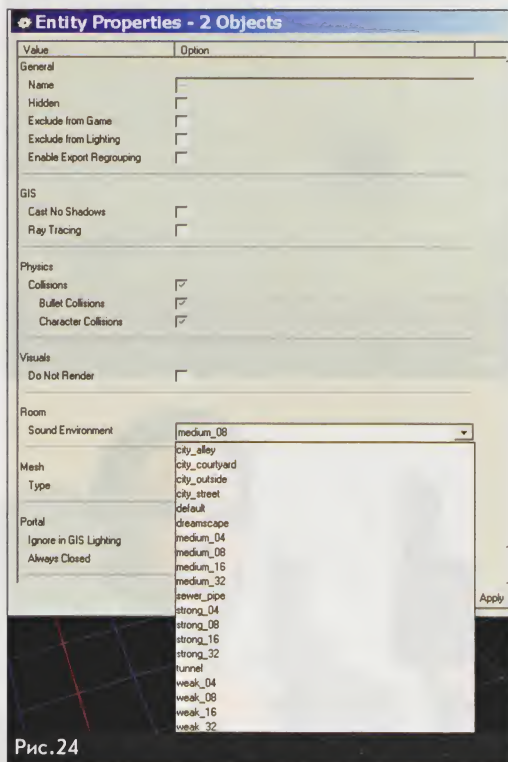 Entity Properties - 2 Objects
Value Option
General
Name
Hidden
Exclude from Game
Exclude from Lighting
Enable Export Regrouping
GIS
Cast No Shadows
Ray Tracing
Physics
Collisions
Bullet Collisions
Character Collisions
Visuals
Do Not Render
Room
Sound Environment medium_08
city_alley
city_courtyard
city_outside
city_street
default
dreamscape
medium_04
medium_08
medium_16
medium_32
sewer_pipe
strong_04
strong_08
strong_16
strong_32
tunnel
weak_04
weak_08
weak_16
weak_32
Mesh
Type
Portal
Ignore in GIS Lighting
Always Closed
Apply
Рис.24